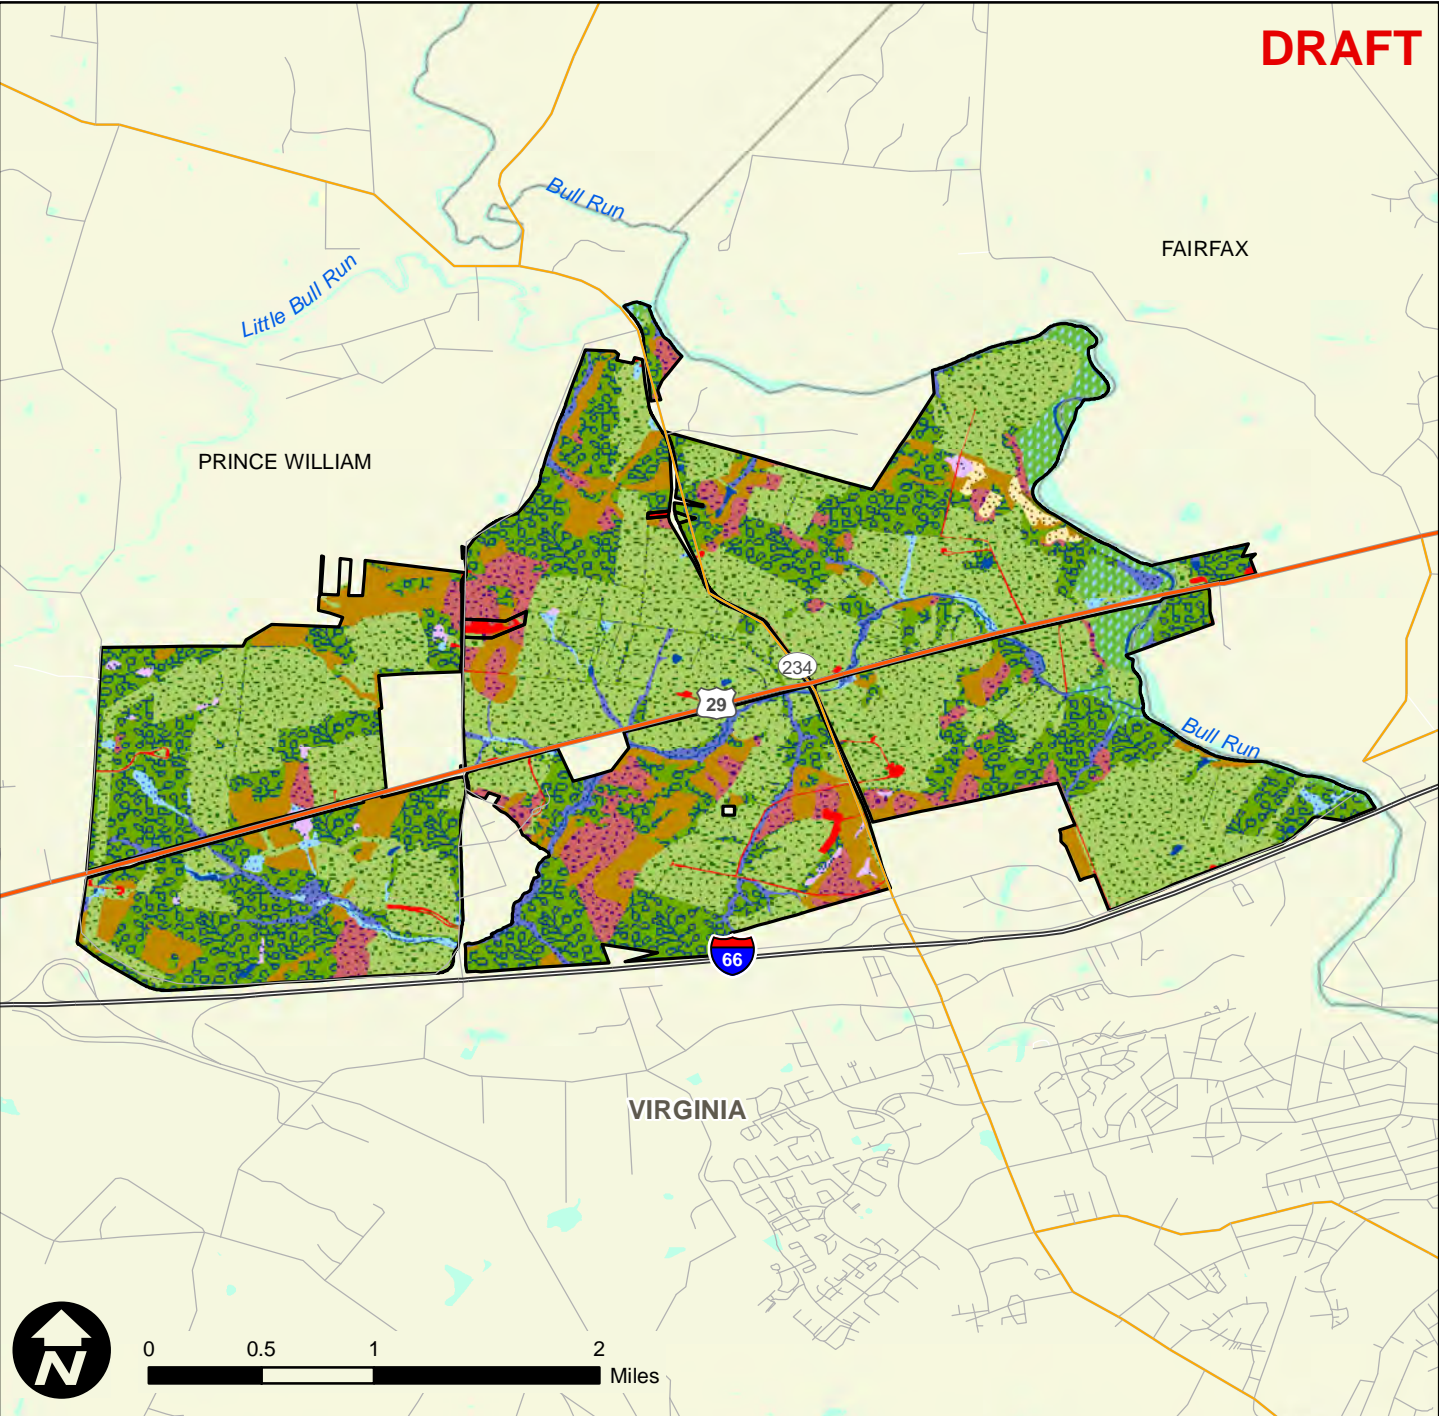 DRAFT
Bull Run
FAIRFAX
Little Bull Run
PRINCE WILLIAM
234
29
Bull Run
66
VIRGINIA
N
0 0.5 1 2
Miles